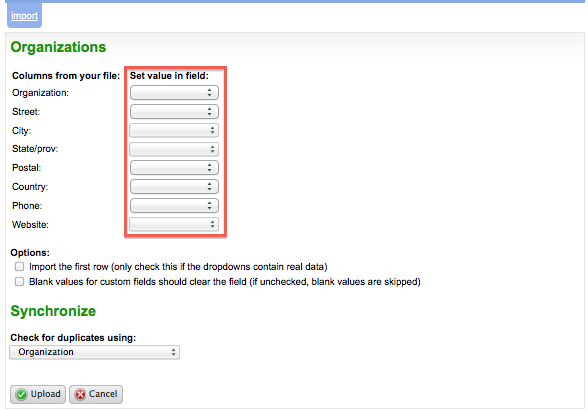 import
Organizations
Columns from your file: Set value in field:
Organization:
Street:
City:
State/prov:
Postal:
Country:
Phone:
Website:
Options:
Import the first row (only check this if the dropdowns contain real data)
Blank values for custom fields should clear the field (if unchecked, blank values are skipped)
Synchronize
Check for duplicates using:
Organization
Upload Cancel